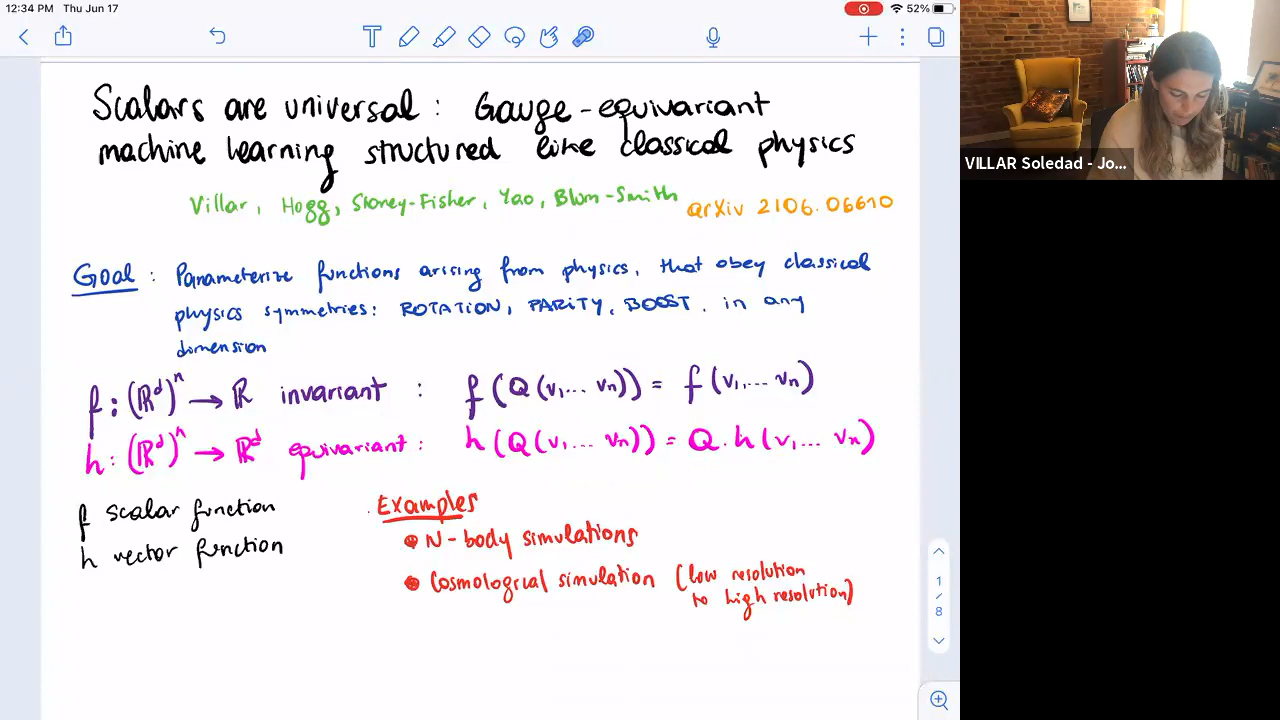 12:34 PM Thu Jun 17
52%
Scalars are universal: Gauge-equivariant
machine learning structured like classical physics
Villar, Hogg, Storey-Fisher, Yao, Blum-Smith arXiv 2106.06610
Goal: Parameterize functions arising from physics, that obey classical
physics symmetries: ROTATION, PARITY, BOOST. in any
dimension
f: (ℝᵈ)ⁿ → ℝ invariant : f(Q(v₁... vₙ)) = f(v₁... vₙ)
h: (ℝᵈ)ⁿ → ℝᵈ equivariant: h(Q(v₁... vₙ)) = Q·h(v₁... vₙ)
f scalar function
h vector function
Examples
• N-body simulations
• Cosmological simulation (low resolution
to high resolution)
1
/
8
VILLAR Soledad - Jo...